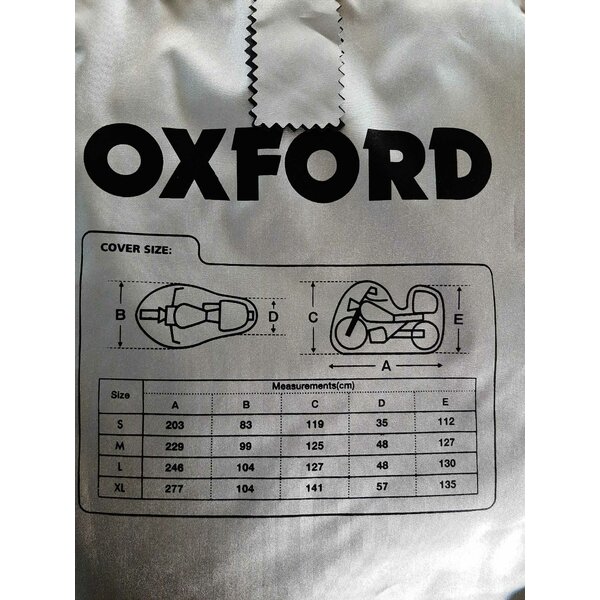 OXFORD
COVER SIZE:
B D C E
A
Size Measurements(cm)
A B C D E
S 203 83 119 35 112
M 229 99 125 48 127
L 246 104 127 48 130
XL 277 104 141 57 135